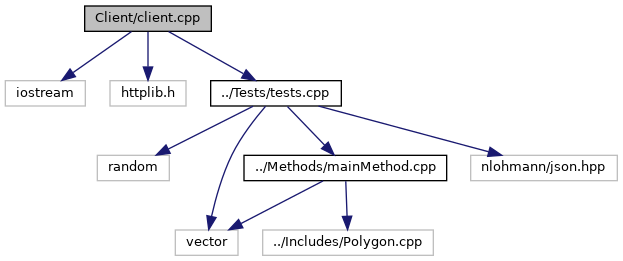 Client/client.cpp
iostream
httplib.h
../Tests/tests.cpp
random
../Methods/mainMethod.cpp
nlohmann/json.hpp
vector
../Includes/Polygon.cpp